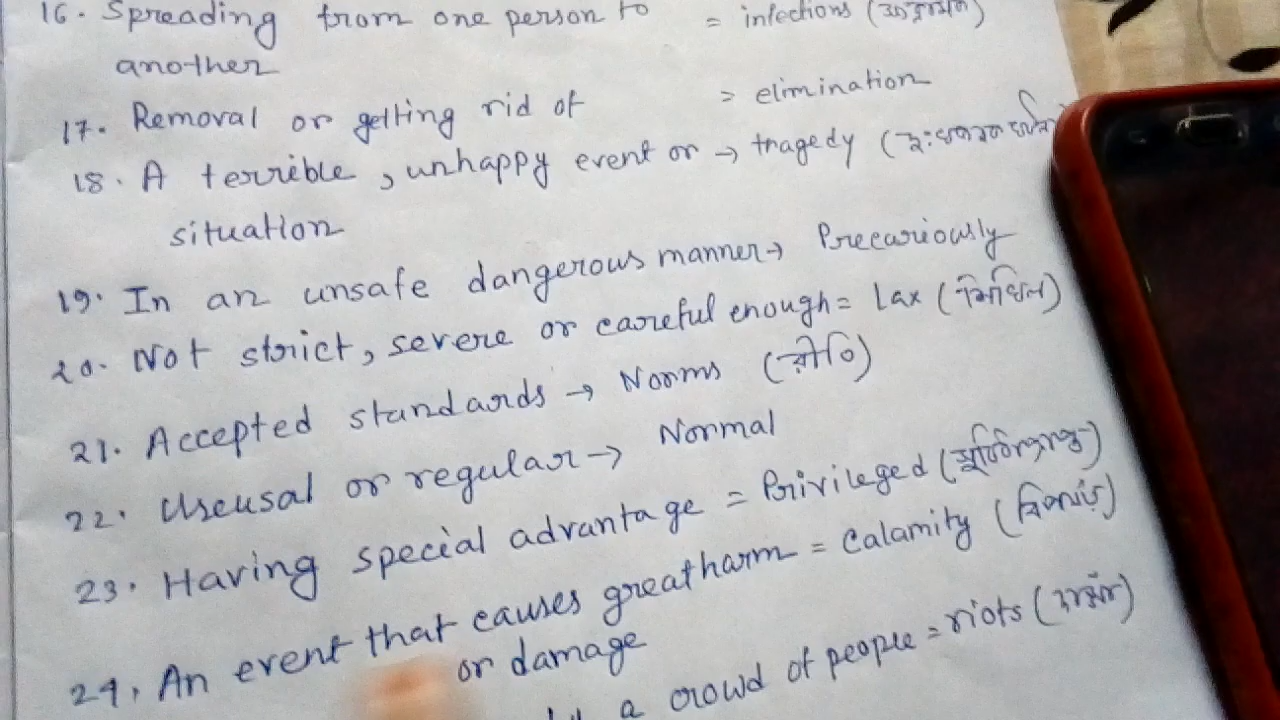 16. Spreading from one person to = infections
another
17. Removal or getting rid of = elimination
18. A terrible, unhappy event or → tragedy
situation
19. In an unsafe dangerous manner → Precariously
20. Not strict, severe or careful enough = Lax
21. Accepted standards → Norms (রীতি)
22. Useusal or regular → Normal
23. Having special advantage = Privileged
24. An event that causes great harm = Calamity
or damage
a crowd of people = riots